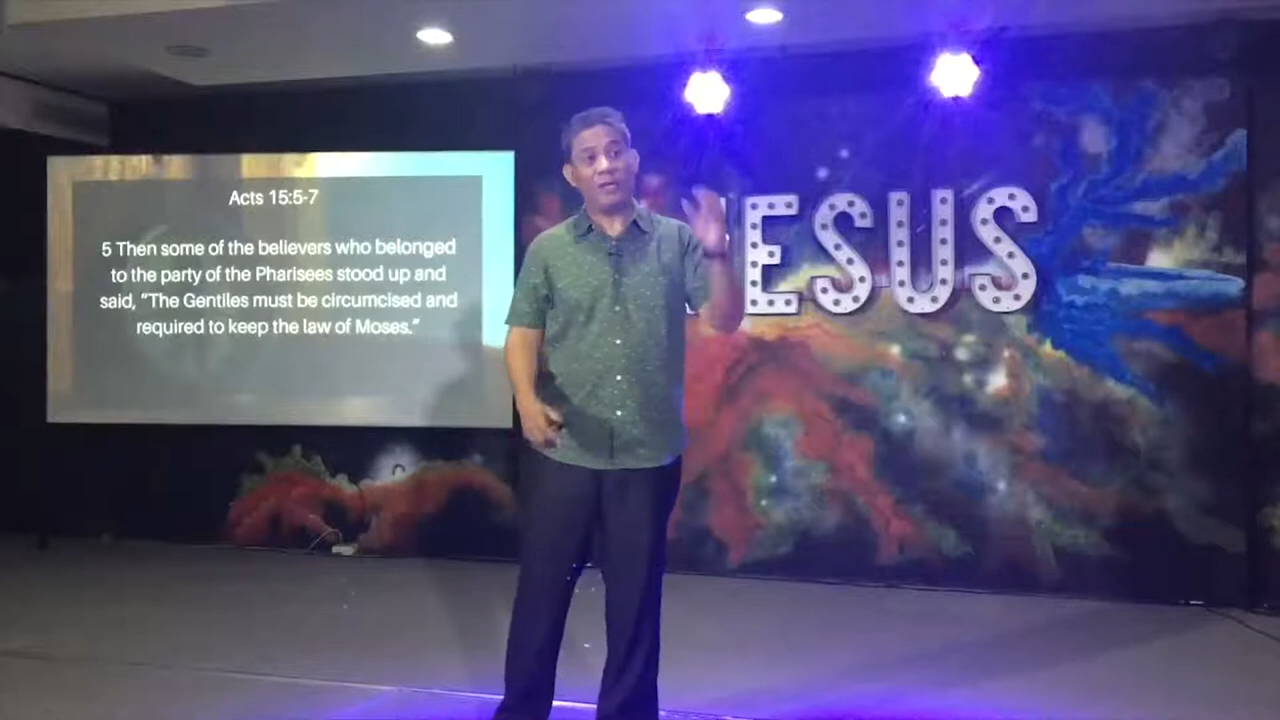 Acts 15:5-7
5 Then some of the believers who belonged
to the party of the Pharisees stood up and
said, “The Gentiles must be circumcised and
required to keep the law of Moses.”
JESUS